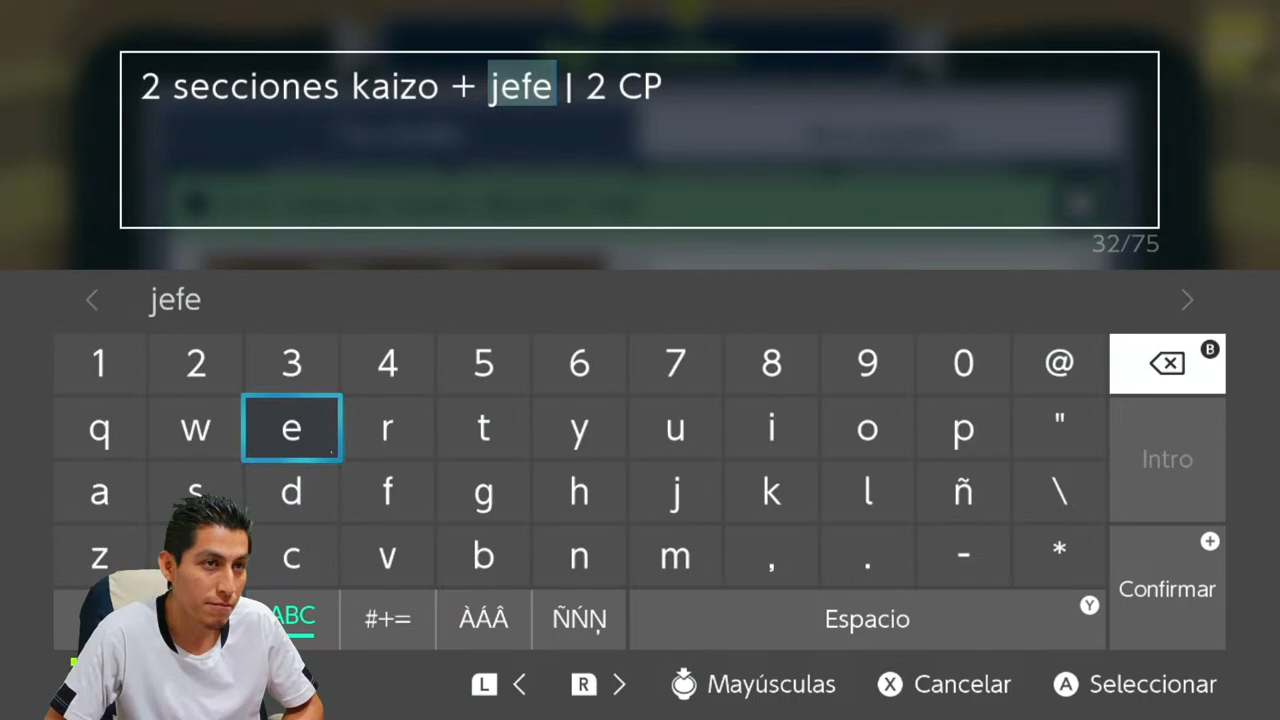 2 secciones kaizo + jefe | 2 CP
32/75
jefe
1 2 3 4 5 6 7 8 9 0 @ B
q w e r t y u i o p "
Intro
a s d f g h j k l ñ \
z c v b n m , . - * +
Confirmar
ABC #+= ÀÁÂ ÑŃŅ Espacio Y
L < R > Mayúsculas X Cancelar A Seleccionar